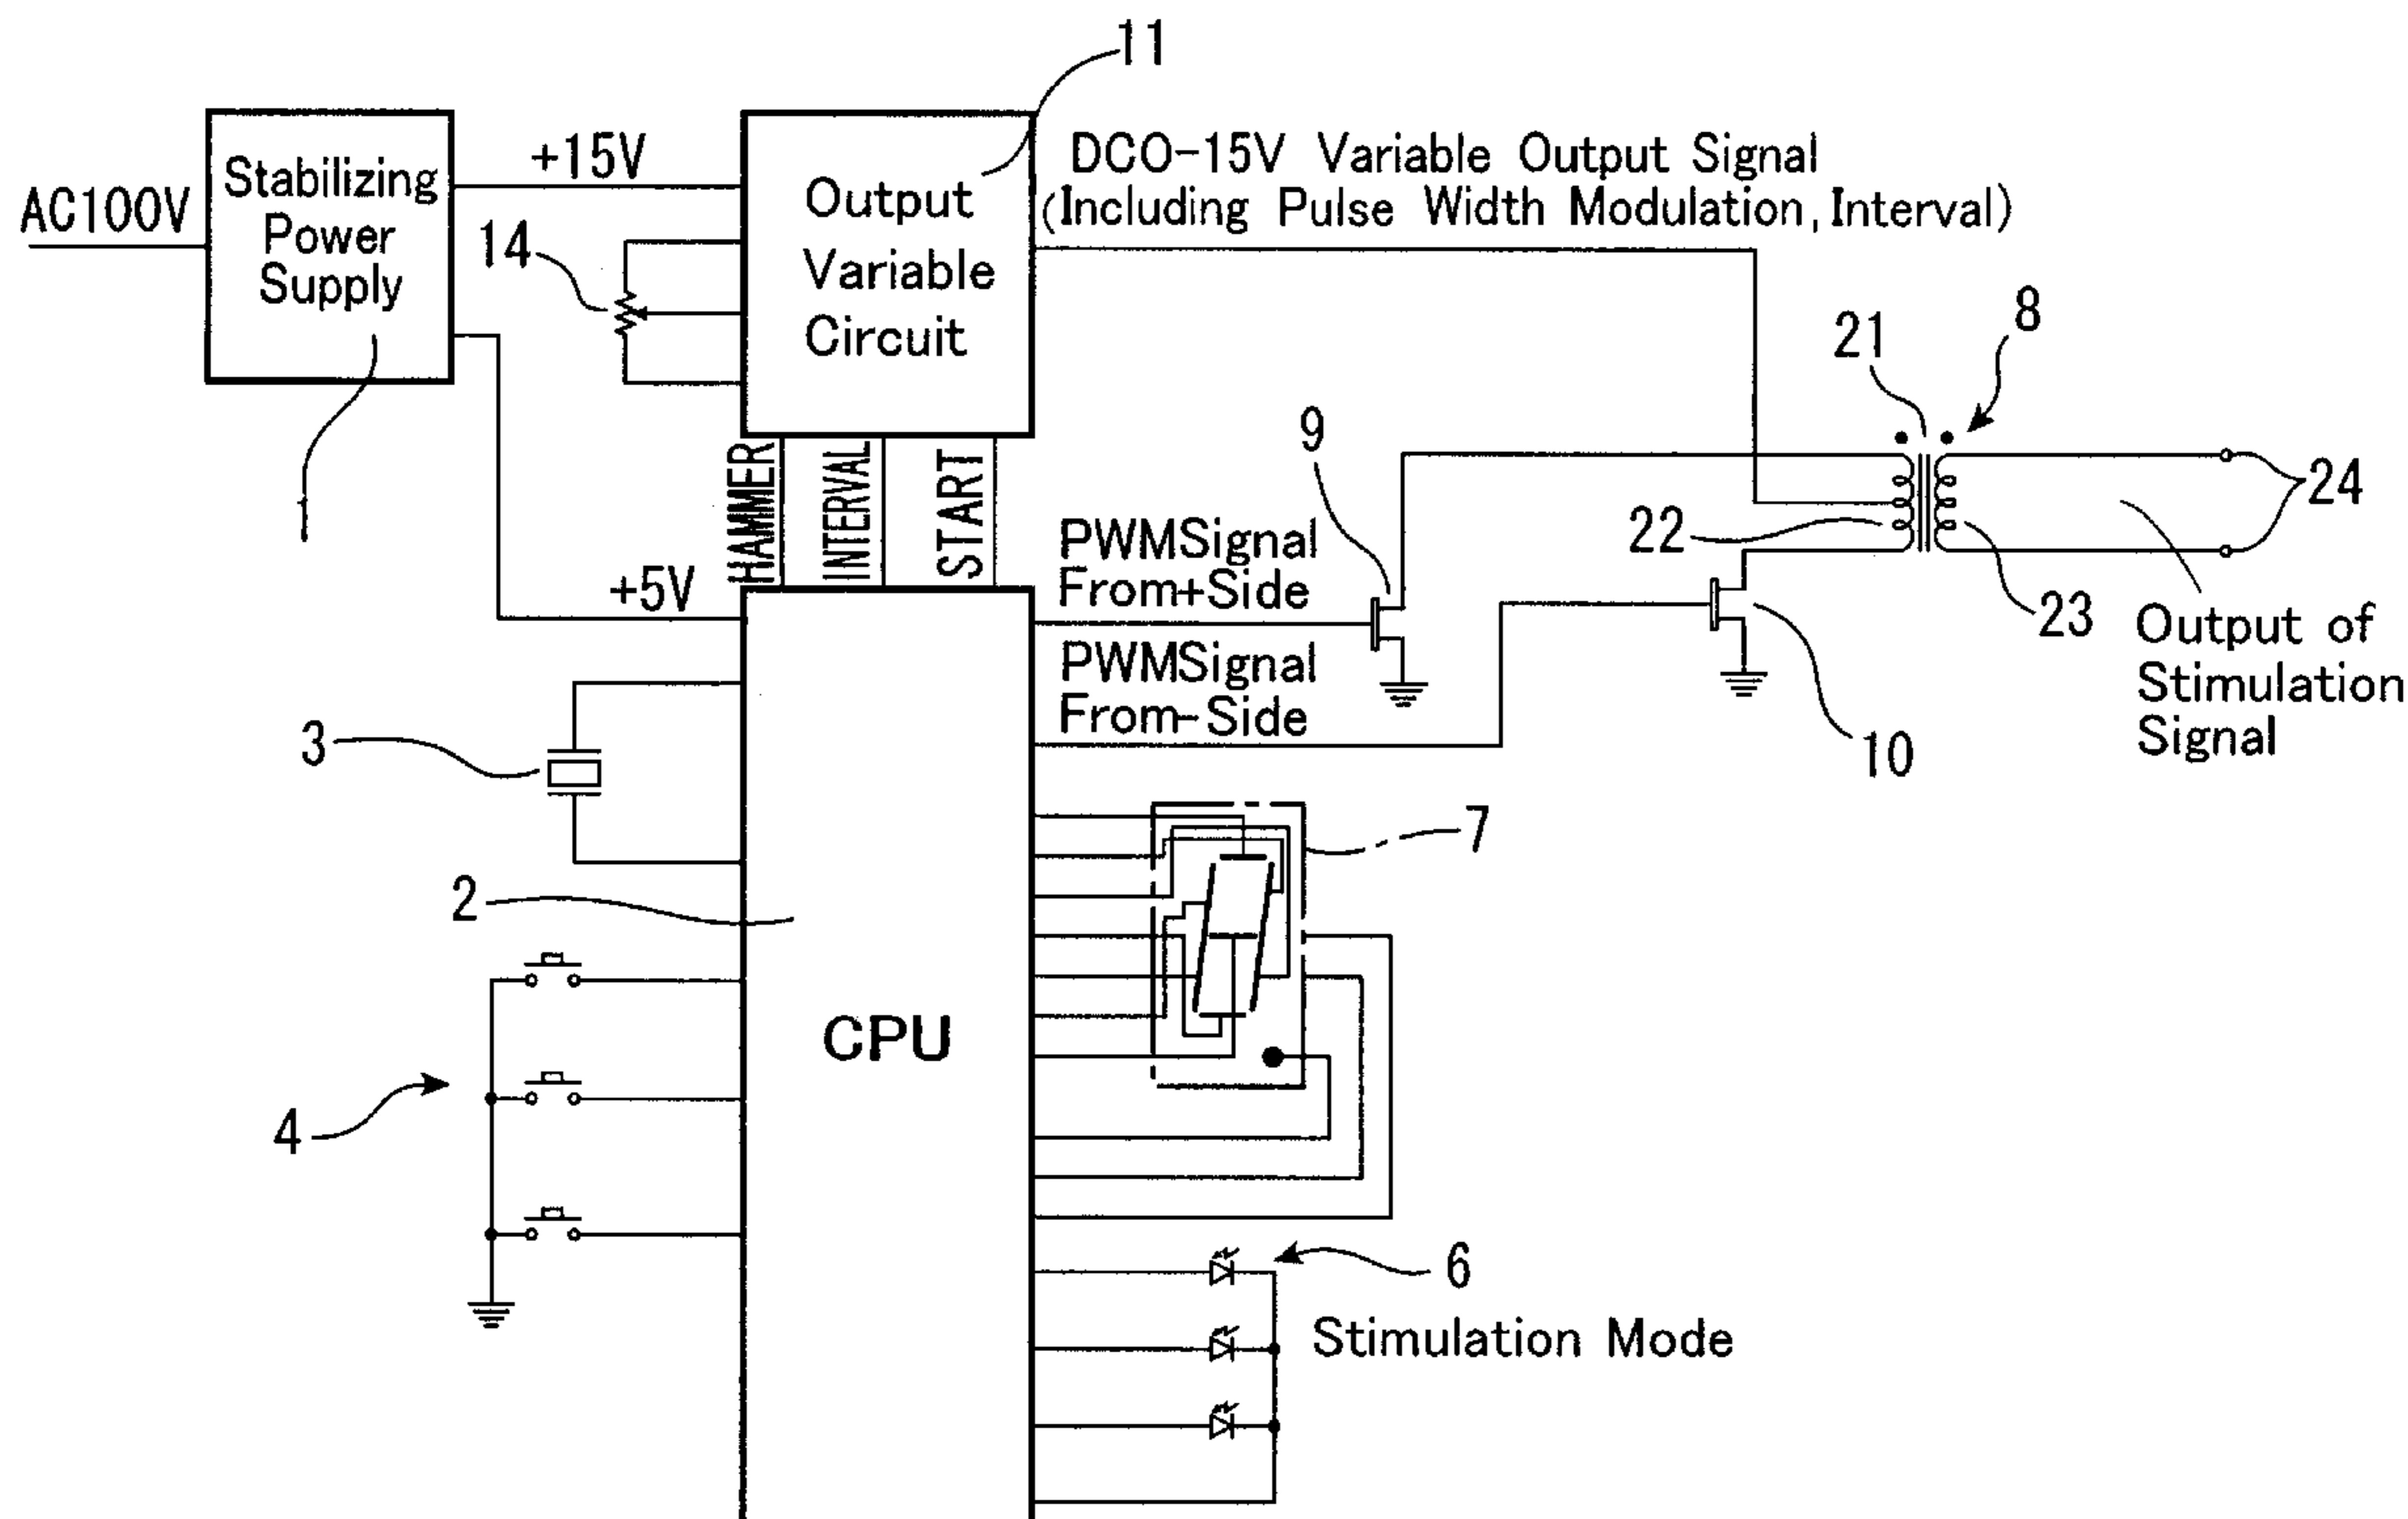 11
Stabilizing
Power
Supply
AC100V
+15V
Output
Variable
Circuit
DC0-15V Variable Output Signal
(Including Pulse Width Modulation, Interval)
14
1
HAMMER
INTERVAL
START
+5V
PWMSignal
From+Side
PWMSignal
From-Side
9
21
8
22
23
24
10
Output of
Stimulation
Signal
3
2
CPU
7
4
6
Stimulation Mode